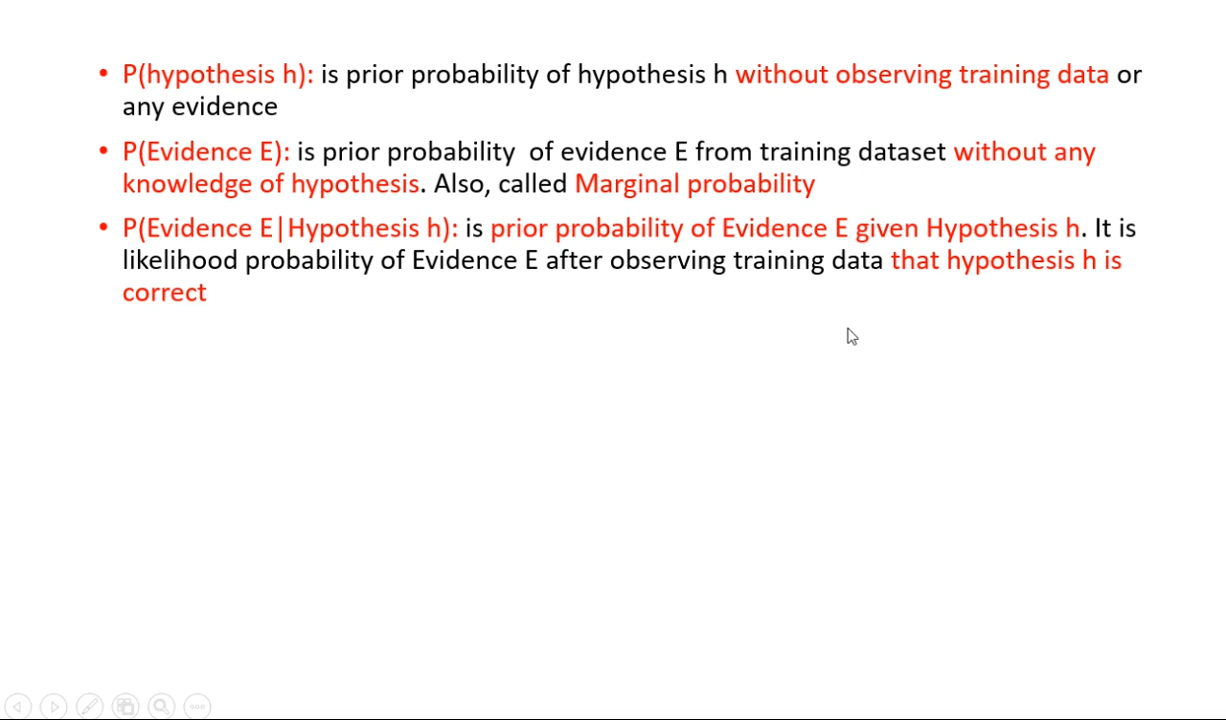 • P(hypothesis h): is prior probability of hypothesis h without observing training data or
any evidence
• P(Evidence E): is prior probability  of evidence E from training dataset without any
knowledge of hypothesis. Also, called Marginal probability
• P(Evidence E|Hypothesis h): is prior probability of Evidence E given Hypothesis h. It is
likelihood probability of Evidence E after observing training data that hypothesis h is
correct